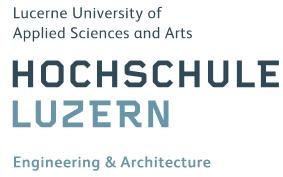 Lucerne University of
Applied Sciences and Arts
HOCHSCHULE
LUZERN
Engineering & Architecture